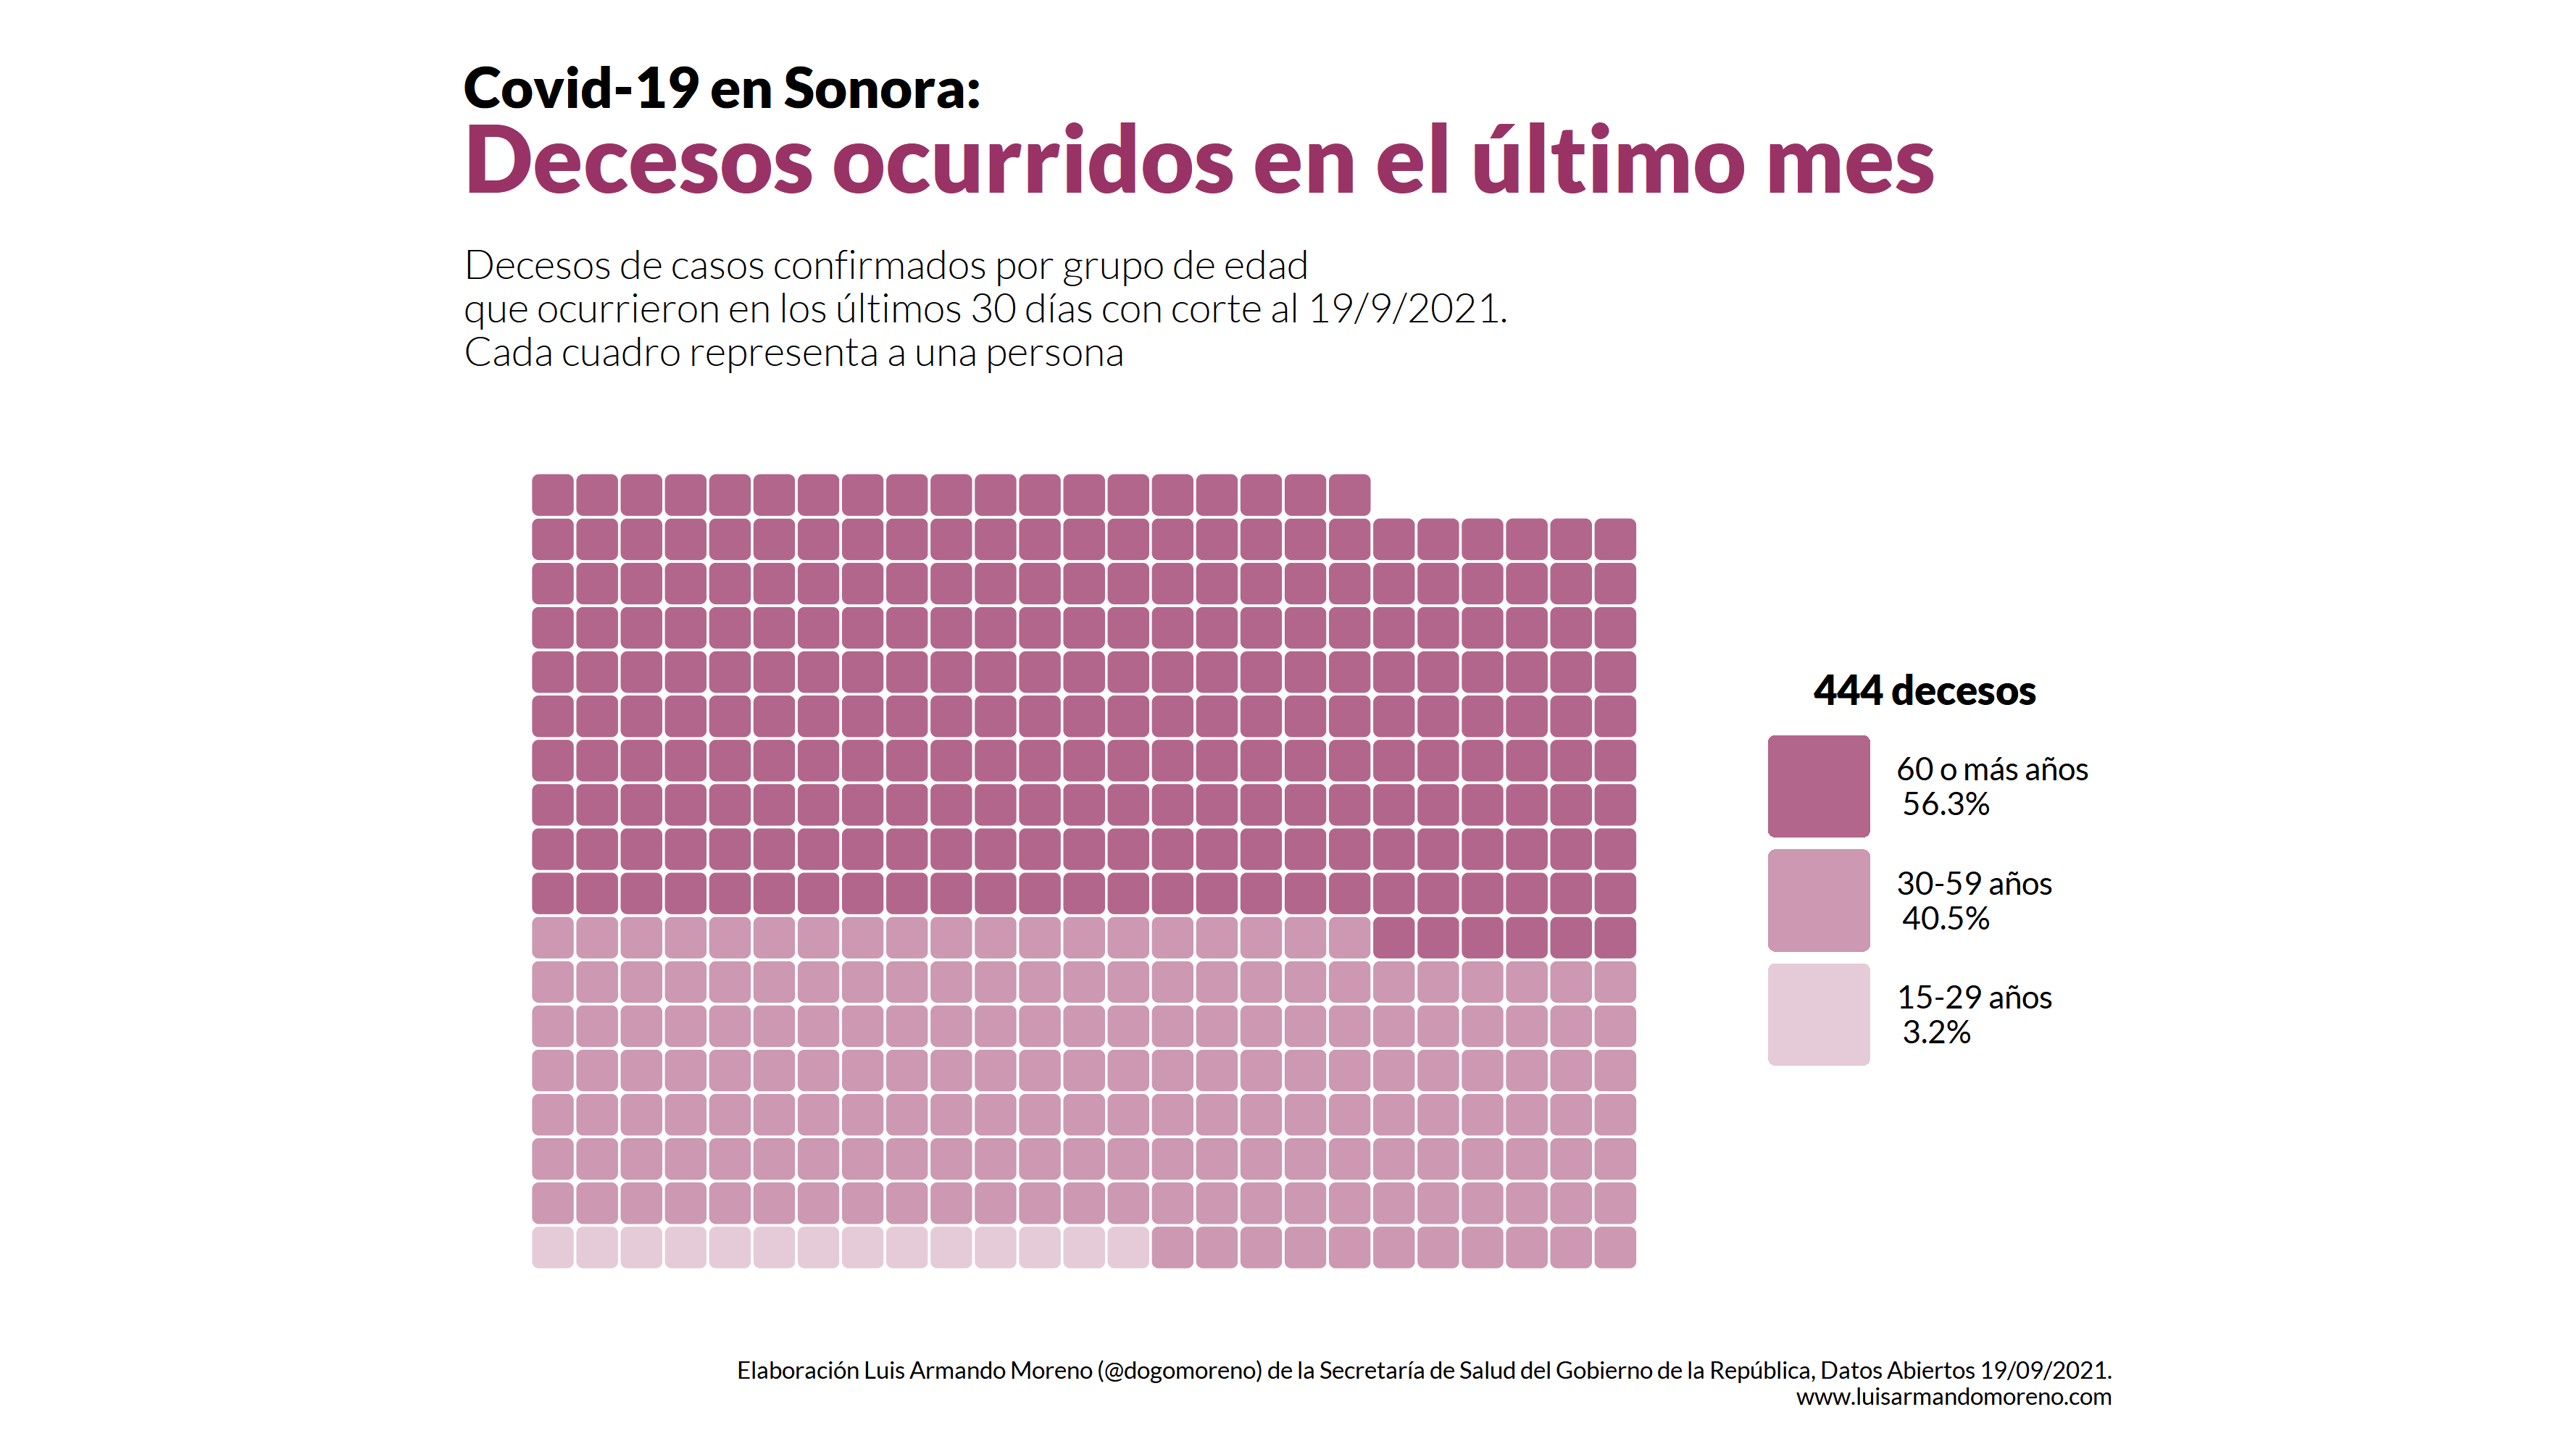 Covid-19 en Sonora:
Decesos ocurridos en el último mes
Decesos de casos confirmados por grupo de edad
que ocurrieron en los últimos 30 días con corte al 19/9/2021.
Cada cuadro representa a una persona
444 decesos
60 o más años
56.3%
30-59 años
40.5%
15-29 años
3.2%
Elaboración Luis Armando Moreno (@dogomoreno) de la Secretaría de Salud del Gobierno de la República, Datos Abiertos 19/09/2021.
www.luisarmandomoreno.com